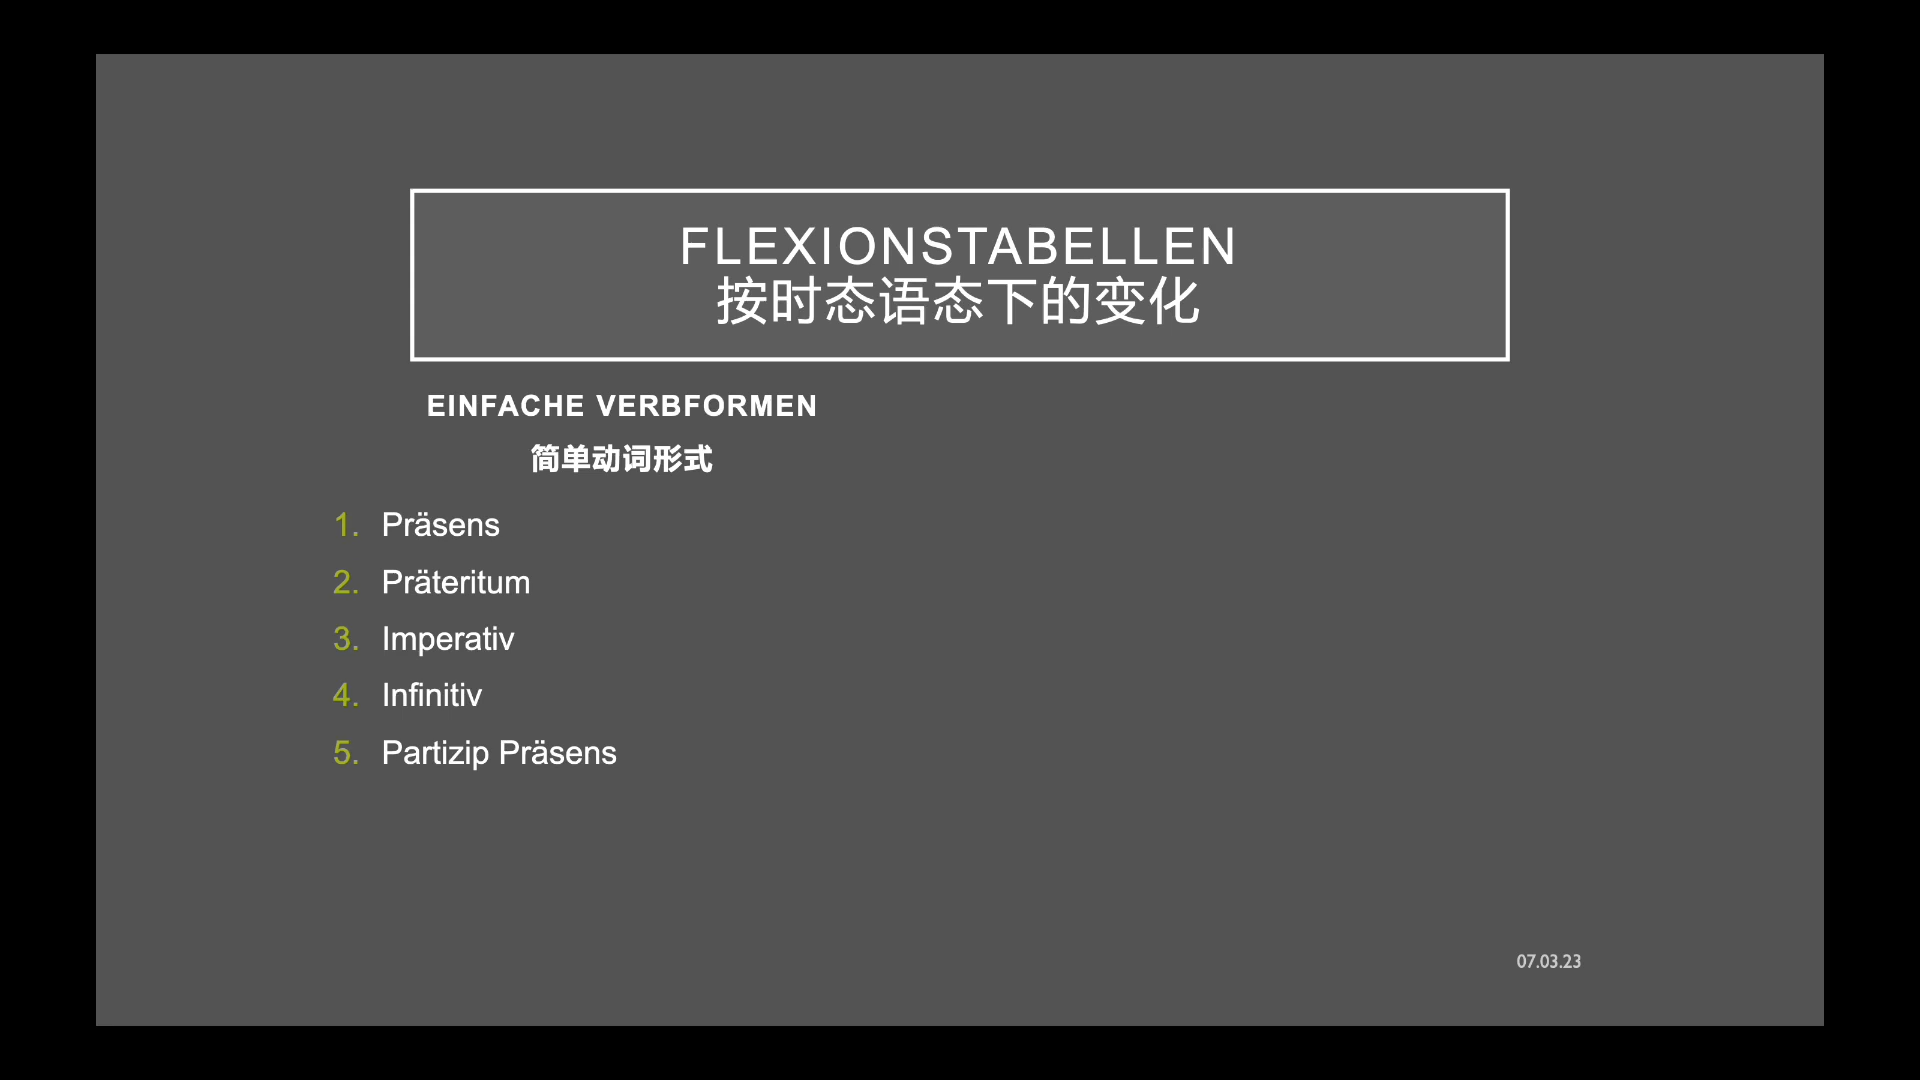 FLEXIONSTABELLEN
按时态语态下的变化
EINFACHE VERBFORMEN
简单动词形式
1. Präsens
2. Präteritum
3. Imperativ
4. Infinitiv
5. Partizip Präsens
07.03.23